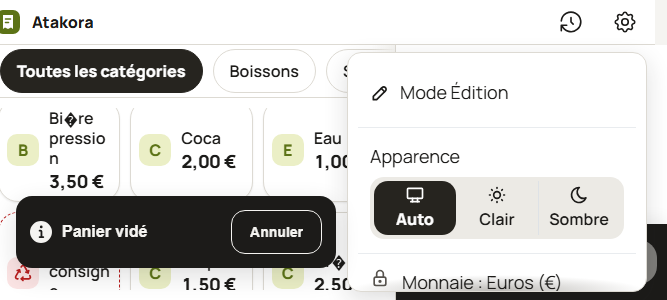 Atakora
Toutes les catégories
Boissons
S
Mode Édition
B
Bi�re
pressio
n
3,50 €
C
Coca
2,00 €
E
Eau
1,00
Apparence
Auto
Clair
Sombre
Panier vidé
Annuler
consign
C
1,50 €
C
2,50
Monnaie : Euros (€)